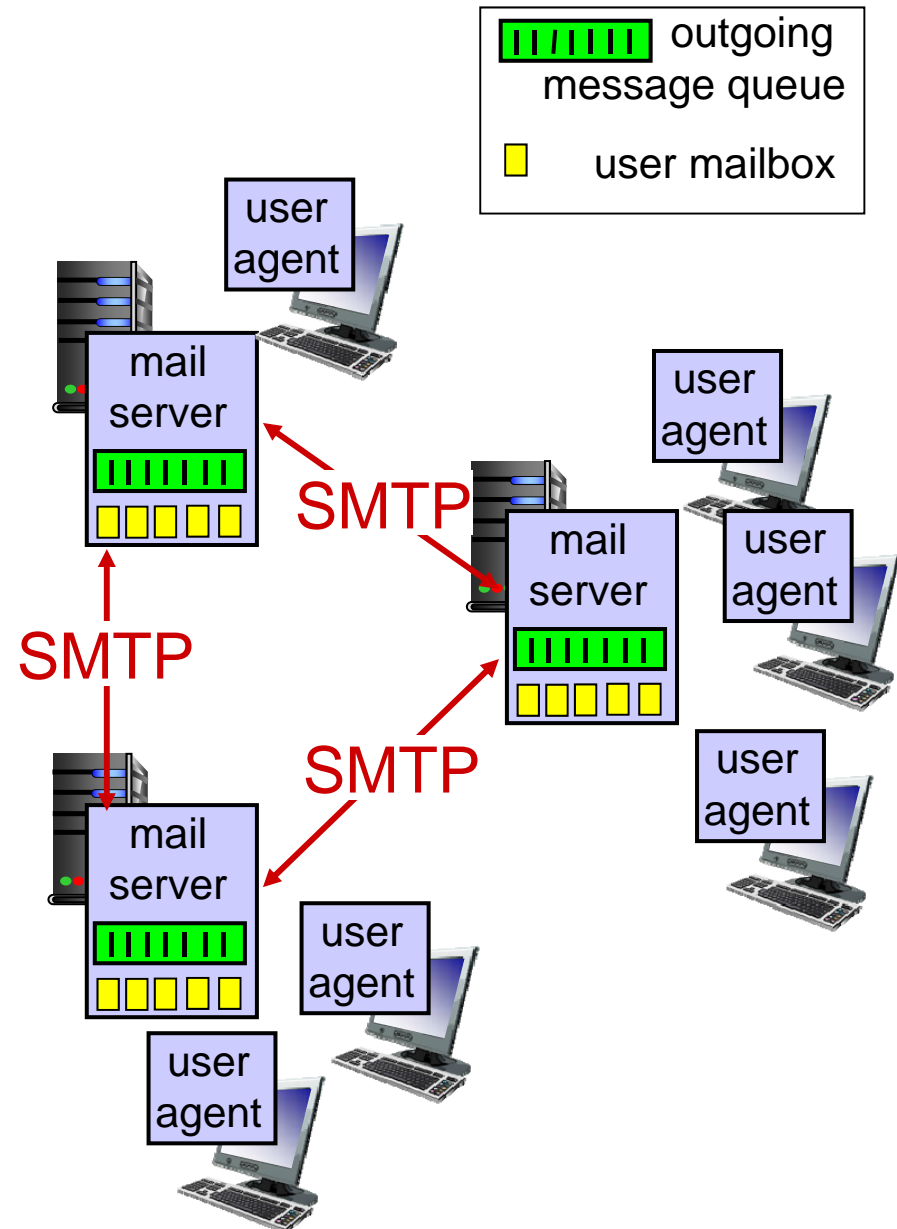 outgoing
message queue
user mailbox
user
agent
mail
server
SMTP
user
agent
mail
server
user
agent
SMTP
SMTP
user
agent
mail
server
user
agent
user
agent